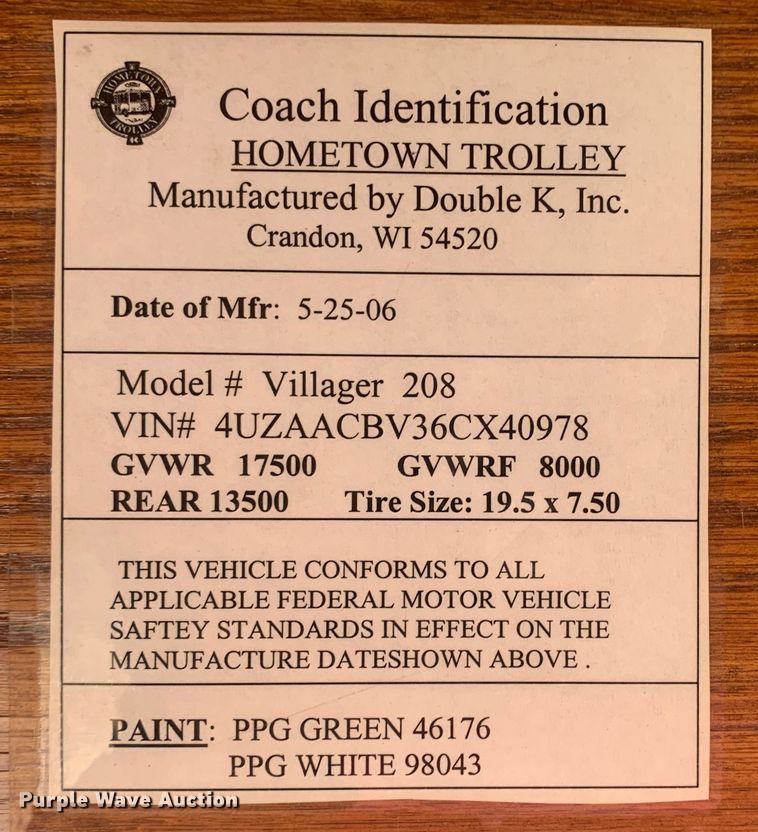 HOMETOWN
TROLLEY
Coach Identification
HOMETOWN TROLLEY
Manufactured by Double K, Inc.
Crandon, WI 54520
Date of Mfr: 5-25-06
Model # Villager 208
VIN# 4UZAACBV36CX40978
GVWR 17500 GVWRF 8000
REAR 13500 Tire Size: 19.5 x 7.50
THIS VEHICLE CONFORMS TO ALL
APPLICABLE FEDERAL MOTOR VEHICLE
SAFTEY STANDARDS IN EFFECT ON THE
MANUFACTURE DATESHOWN ABOVE .
PAINT: PPG GREEN 46176
PPG WHITE 98043
Purple Wave Auction